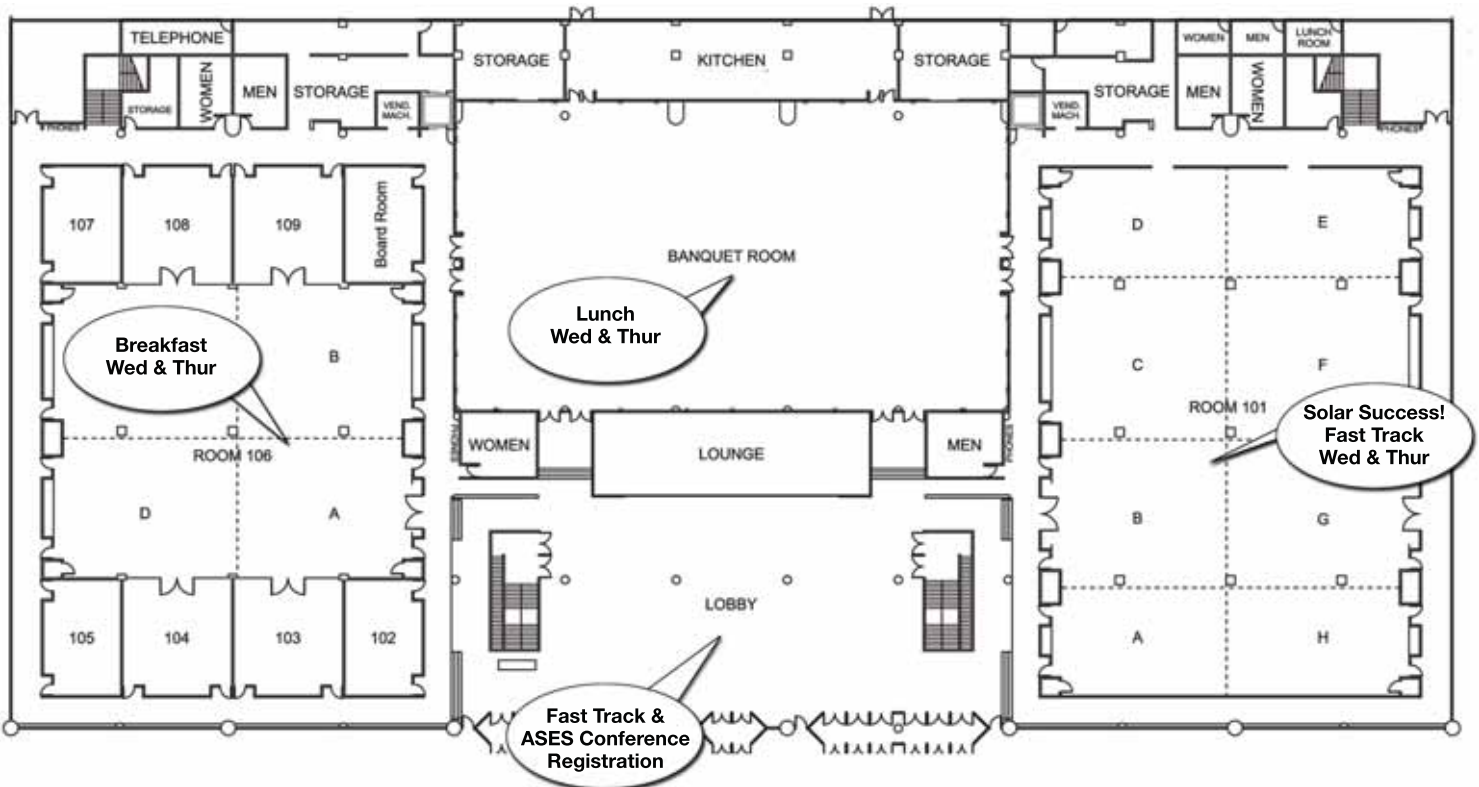 TELEPHONE
STORAGE
WOMEN
MEN
STORAGE
VEND.
MACH.
PHONES
STORAGE
KITCHEN
STORAGE
WOMEN
MEN
LUNCH
ROOM
STORAGE
MEN
WOMEN
VEND.
MACH.
PHONES
107
108
109
Board Room
BANQUET ROOM
Lunch
Wed & Thur
Breakfast
Wed & Thur
B
ROOM 106
D
A
105
104
103
102
PHONES
WOMEN
LOUNGE
MEN
PHONES
LOBBY
Fast Track &
ASES Conference
Registration
D
E
C
F
ROOM 101
Solar Success!
Fast Track
Wed & Thur
B
G
A
H